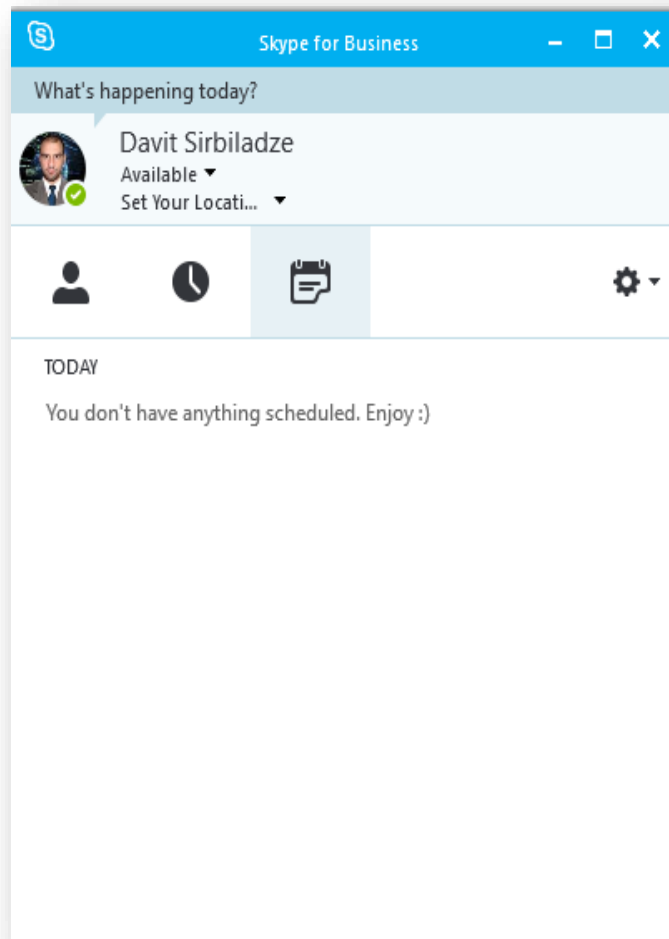 Skype for Business
What's happening today?
Davit Sirbiladze
Available
Set Your Locati...
TODAY
You don't have anything scheduled. Enjoy :)